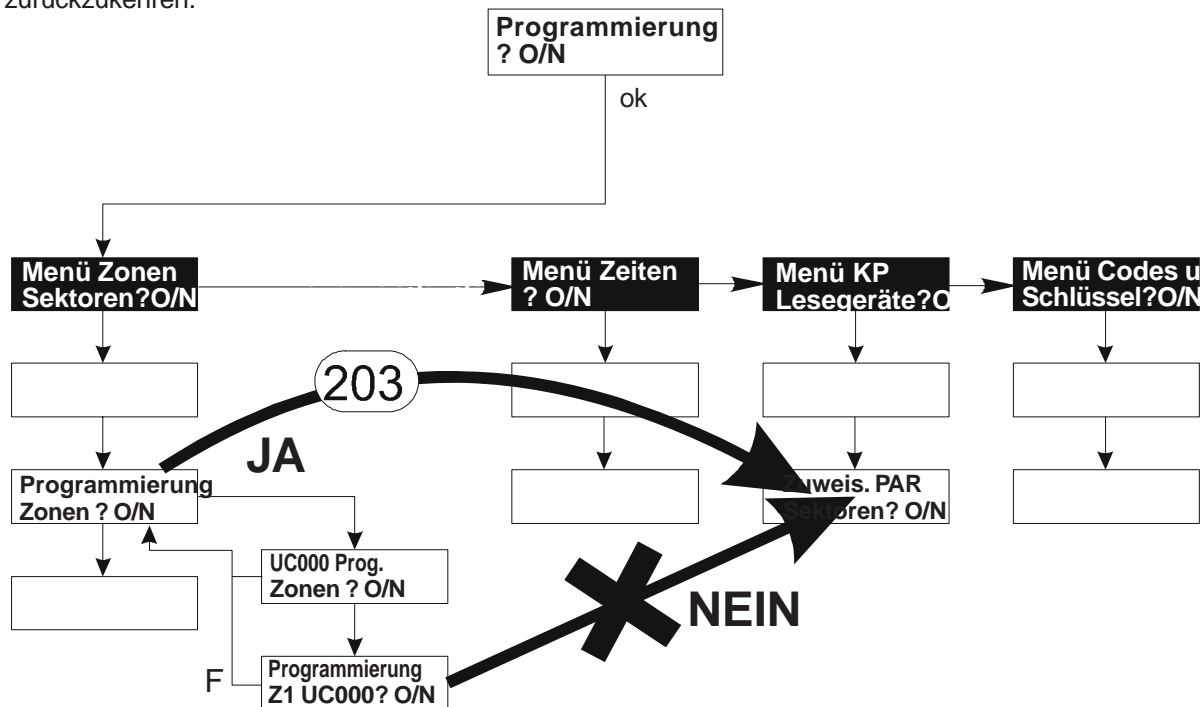 zurückzukehren.
Programmierung
? O/N
ok
Menü Zonen
Sektoren?O/N
Menü Zeiten
? O/N
Menü KP
Lesegeräte?O
Menü Codes u
Schlüssel?O/N
203
JA
Programmierung
Zonen ? O/N
Zuweis. PAR
Sektoren? O/N
UC000 Prog.
Zonen ? O/N
NEIN
F
Programmierung
Z1 UC000? O/N